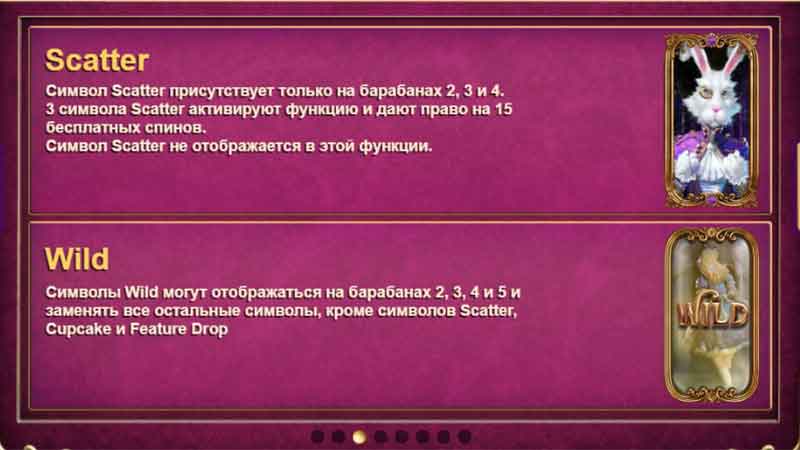 Scatter
Символ Scatter присутствует только на барабанах 2, 3 и 4.
3 символа Scatter активируют функцию и дают право на 15
бесплатных спинов.
Символ Scatter не отображается в этой функции.
Wild
Символы Wild могут отображаться на барабанах 2, 3, 4 и 5 и
заменять все остальные символы, кроме символов Scatter,
Cupcake и Feature Drop
WILD